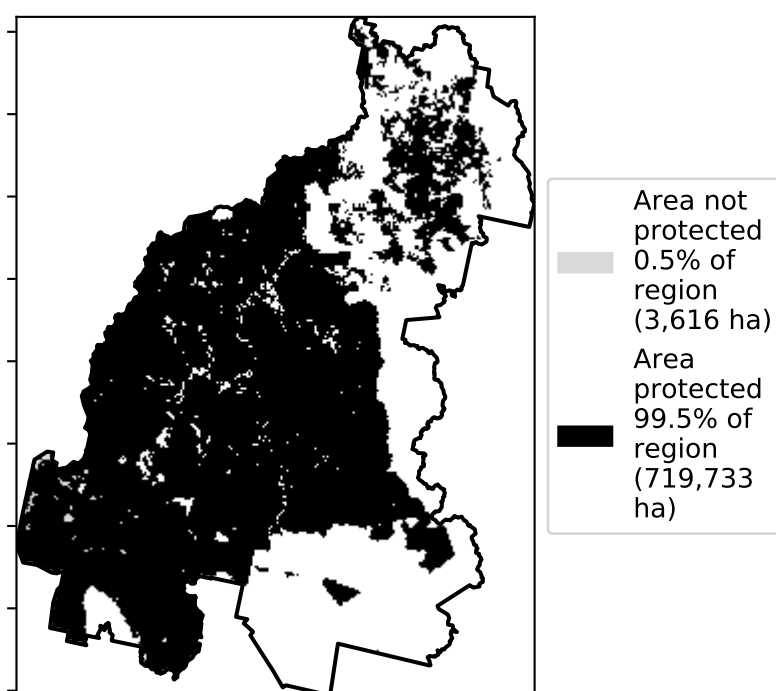 Area not
protected
0.5% of
region
(3,616 ha)
Area
protected
99.5% of
region
(719,733
ha)